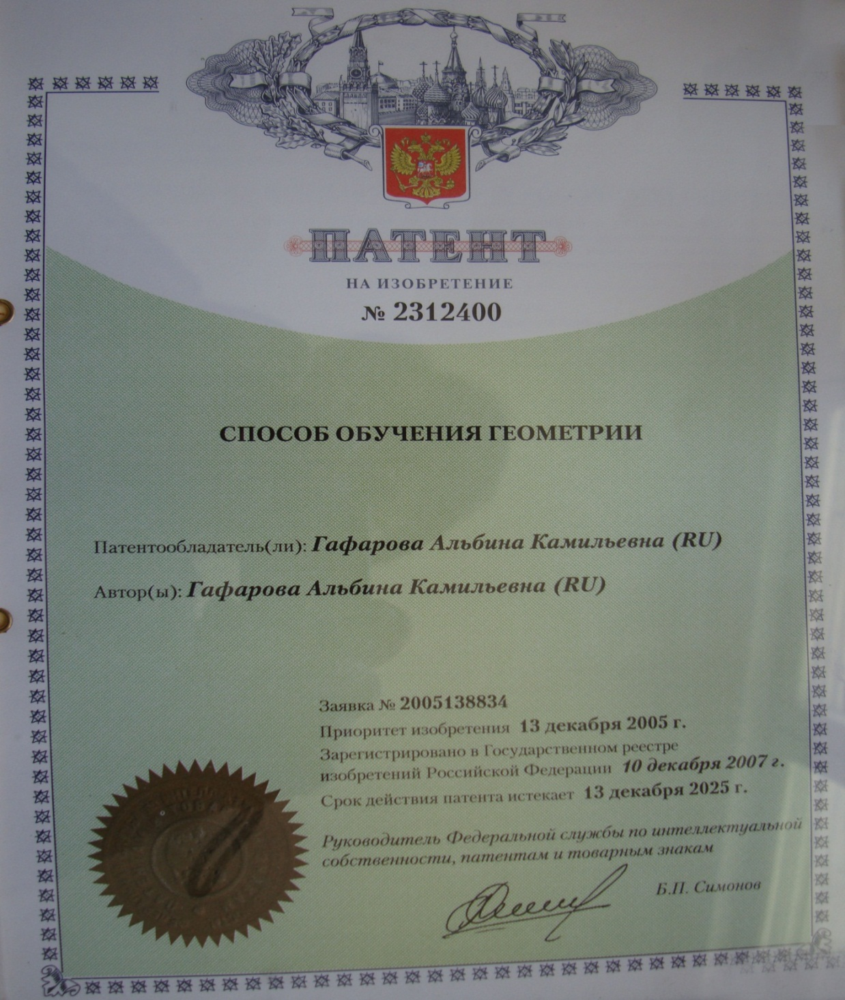 ПАТЕНТ
НА ИЗОБРЕТЕНИЕ
№ 2312400
СПОСОБ ОБУЧЕНИЯ ГЕОМЕТРИИ
Патентообладатель(ли): Гафарова Альбина Камильевна (RU)
Автор(ы): Гафарова Альбина Камильевна (RU)
Заявка № 2005138834
Приоритет изобретения 13 декабря 2005 г.
Зарегистрировано в Государственном реестре
изобретений Российской Федерации 10 декабря 2007 г.
Срок действия патента истекает 13 декабря 2025 г.
Руководитель Федеральной службы по интеллектуальной
собственности, патентам и товарным знакам
Б.П. Симонов